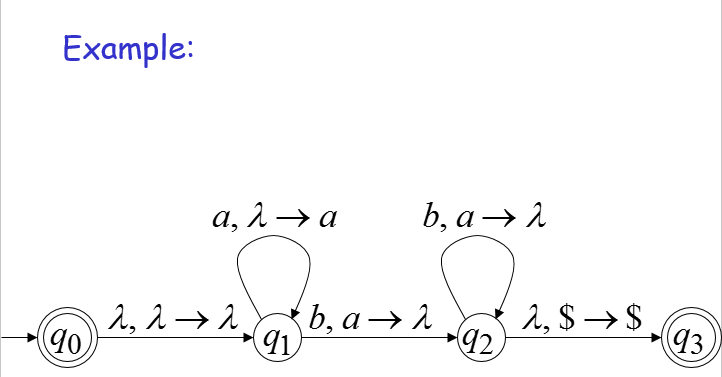 Example:
a, λ → a
b, a → λ
λ, λ → λ
b, a → λ
λ, $ → $
q0
q1
q2
q3